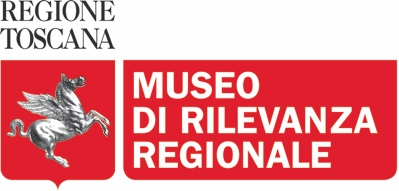 REGIONE
TOSCANA
MUSEO
DI RILEVANZA
REGIONALE